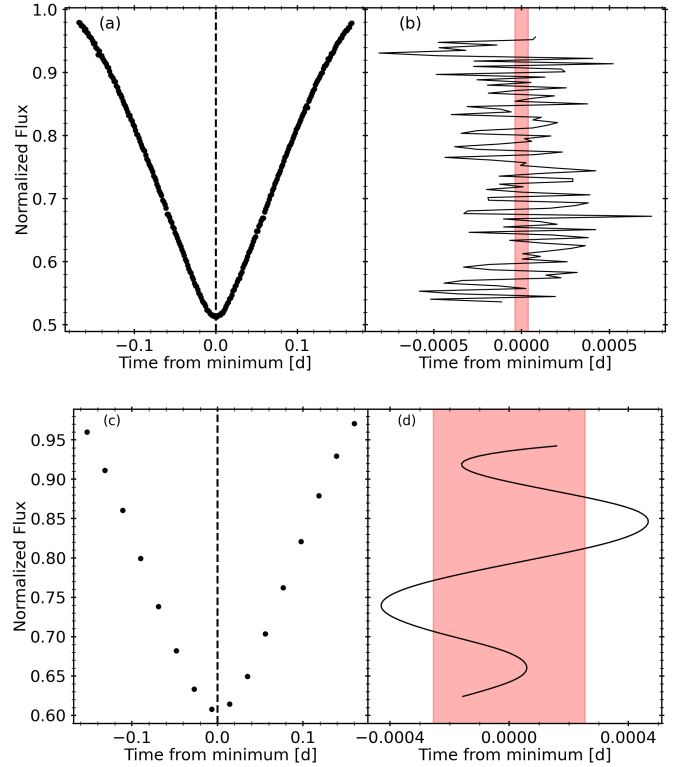 (a)
(b)
1.0
0.9
0.8
0.7
0.6
0.5
Normalized Flux
−0.1
0.0
0.1
−0.0005
0.0000
0.0005
Time from minimum [d]
Time from minimum [d]
(c)
(d)
0.95
0.90
0.85
0.80
0.75
0.70
0.65
0.60
Normalized Flux
−0.1
0.0
0.1
−0.0004
0.0000
0.0004
Time from minimum [d]
Time from minimum [d]